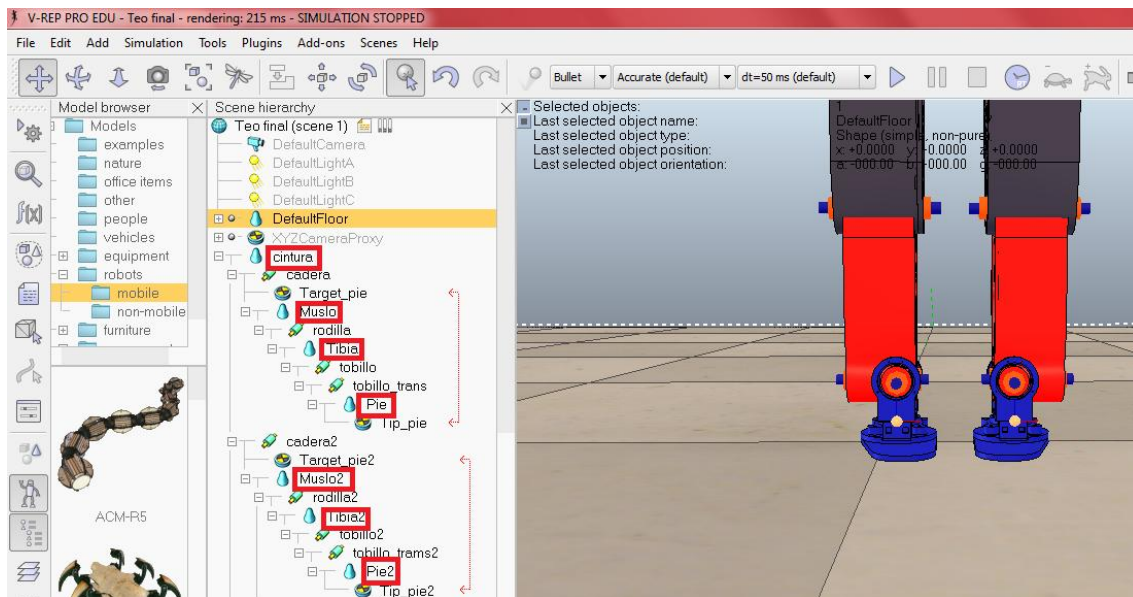 V-REP PRO EDU - Teo final - rendering: 215 ms - SIMULATION STOPPED
File Edit Add Simulation Tools Plugins Add-ons Scenes Help
Bullet Accurate (default) dt=50 ms (default)
Model browser
Models
examples
nature
office items
other
people
vehicles
equipment
robots
mobile
non-mobile
furniture
f(x)
ACM-R5
Scene hierarchy
Teo final (scene 1)
DefaultCamera
DefaultLightA
DefaultLightB
DefaultLightC
DefaultFloor
XYZCameraProxy
cintura
cadera
Target_pie
Muslo
rodilla
Tibia
tobillo
tobillo_trans
Pie
Tip_pie
cadera2
Target_pie2
Muslo2
rodilla2
Tibia2
tobillo2
tobillo_trams2
Pie2
Tip_pie2
Selected objects: 1
Last selected object name: DefaultFloor
Last selected object type: Shape (simple, non-pure)
Last selected object position: x: +0.0000 y: -0.0000 z: +0.0000
Last selected object orientation: a: -000.00 b: -000.00 g: -000.00